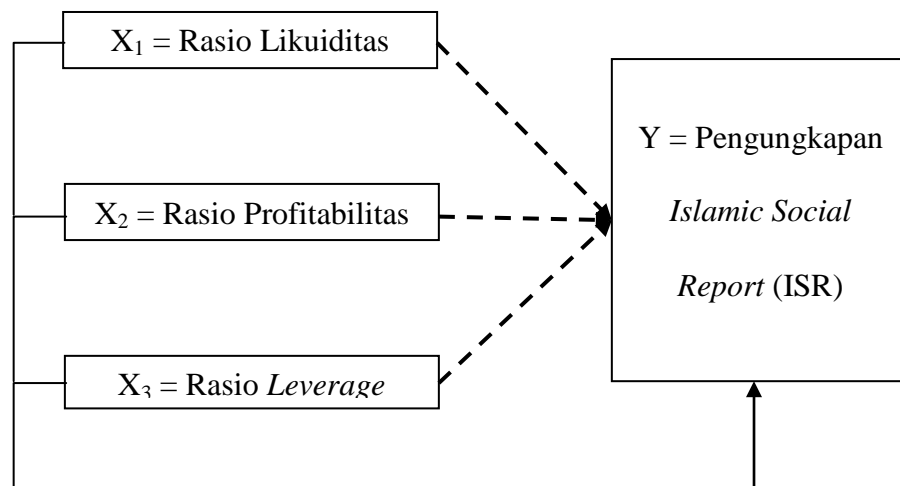 X₁ = Rasio Likuiditas
X₂ = Rasio Profitabilitas
X₃ = Rasio Leverage
Y = Pengungkapan
Islamic Social
Report (ISR)